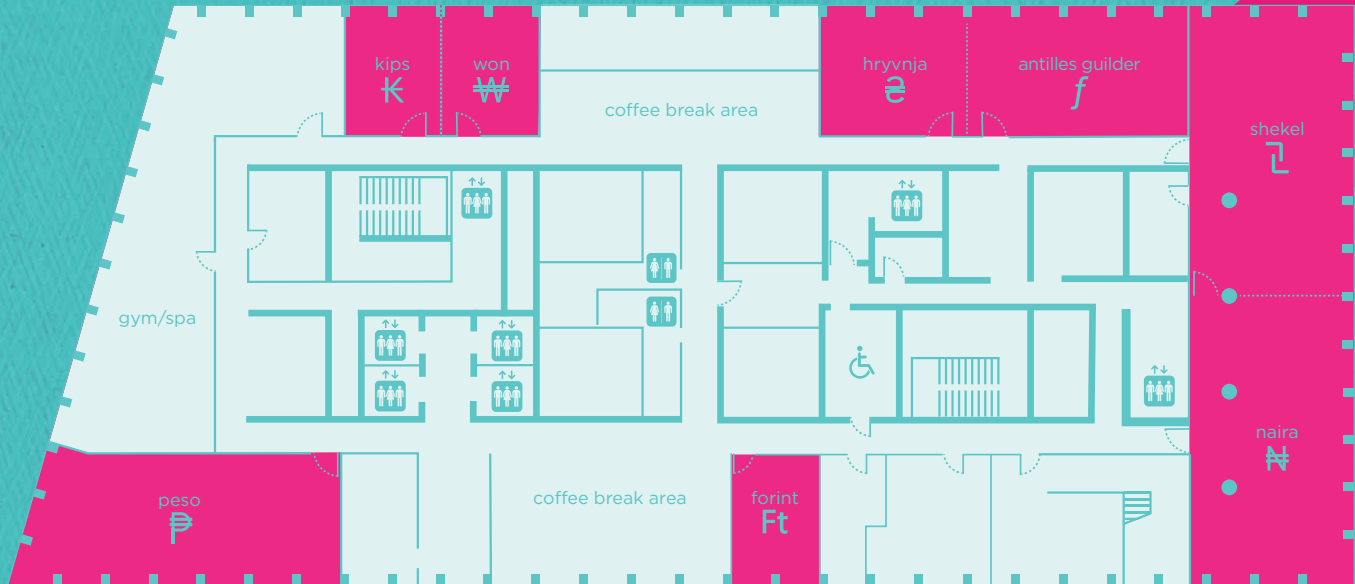 kips
₭
won
₩
hryvnja
₴
antilles guilder
ƒ
coffee break area
shekel
gym/spa
naira
₦
peso
₱
coffee break area
forint
Ft